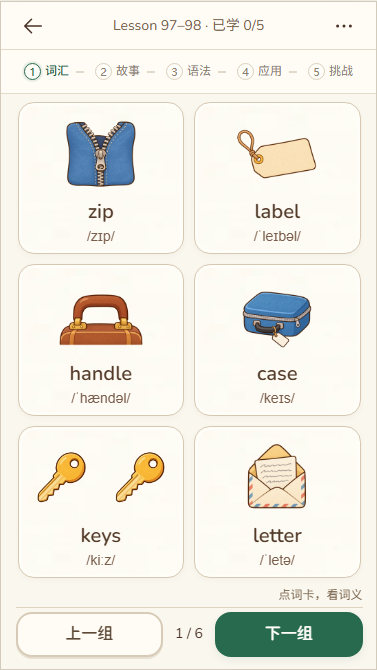 Lesson 97–98 · 已学 0/5
1 词汇 – 2 故事 – 3 语法 – 4 应用 – 5 挑战
zip
/zɪp/
label
/ˈleɪbəl/
handle
/ˈhændəl/
case
/keɪs/
keys
/kiːz/
letter
/ˈletə/
点词卡，看词义
上一组
1 / 6
下一组